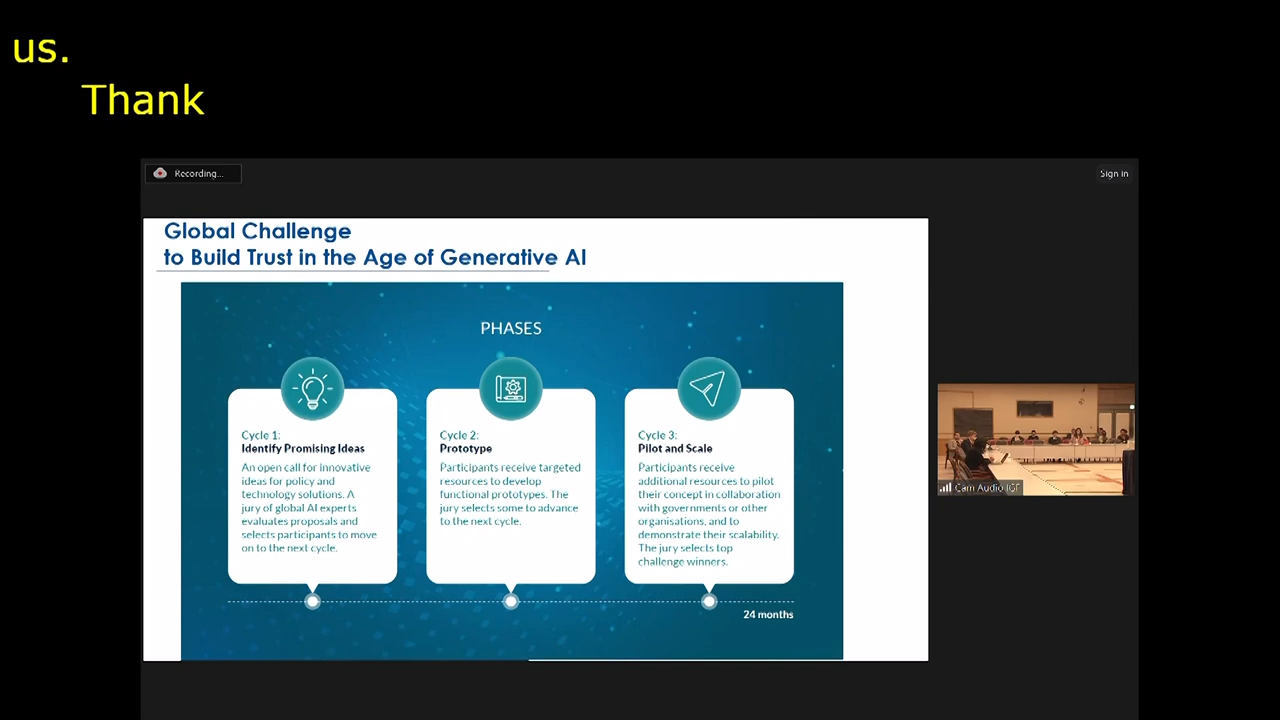 us.
Thank
Recording...
Sign in
Global Challenge
to Build Trust in the Age of Generative AI
PHASES
Cycle 1:
Identify Promising Ideas
An open call for innovative
ideas for policy and
technology solutions. A
jury of global AI experts
evaluates proposals and
selects participants to move
on to the next cycle.
Cycle 2:
Prototype
Participants receive targeted
resources to develop
functional prototypes. The
jury selects some to advance
to the next cycle.
Cycle 3:
Pilot and Scale
Participants receive
additional resources to pilot
their concept in collaboration
with governments or other
organisations, and to
demonstrate their scalability.
The jury selects top
challenge winners.
24 months
Cam Audio IGF